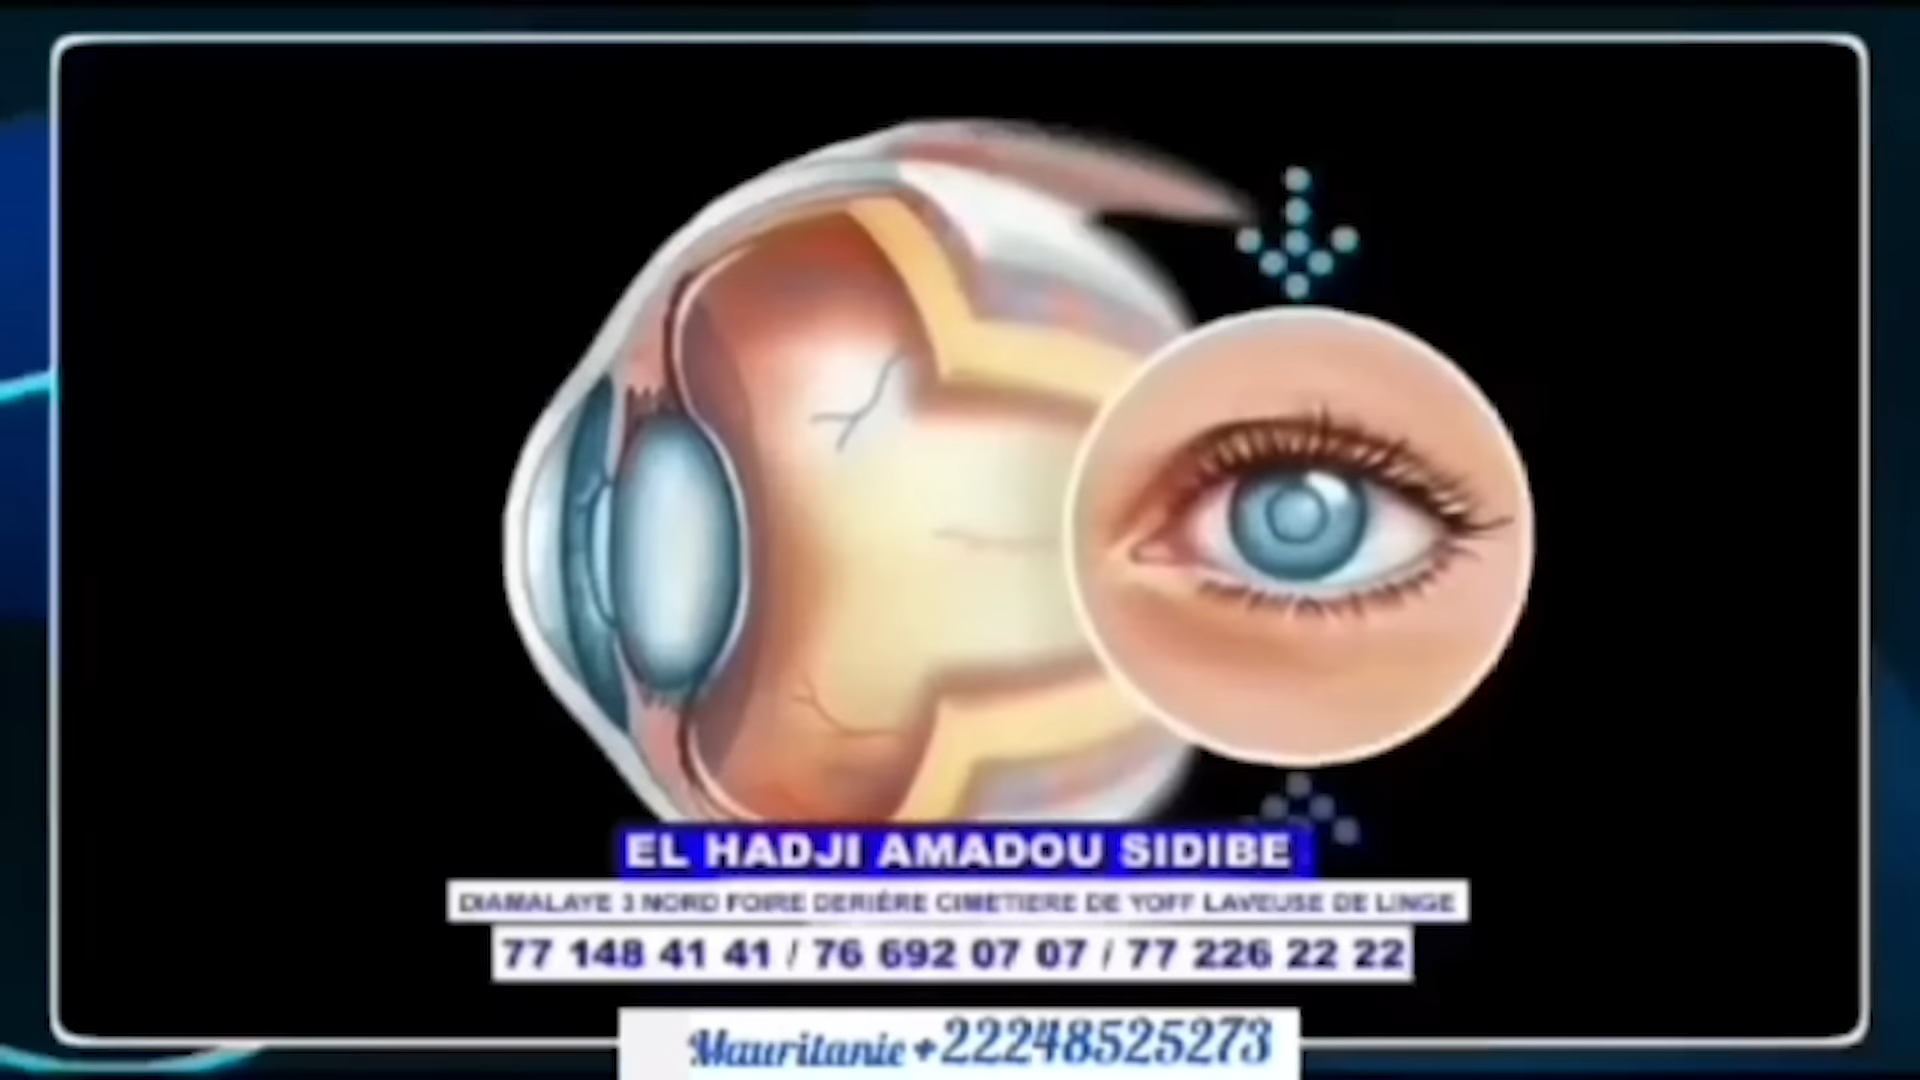 EL HADJI AMADOU SIDIBE
DIAMALAYE 3 NORD FOIRE DERIÉRE CIMETIERE DE YOFF LAVEUSE DE LINGE
77 148 41 41 / 76 692 07 07 / 77 226 22 22
Mauritanie +22248525273